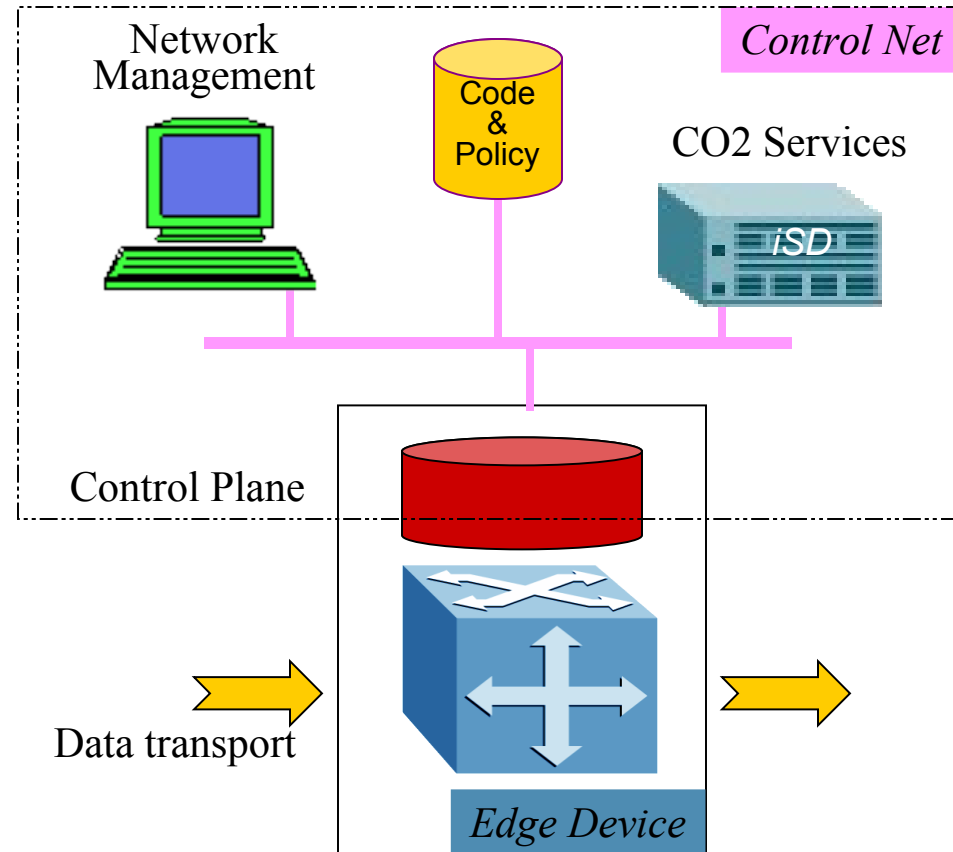 Network
Management
Code
&
Policy
Control Net
CO2 Services
iSD
Control Plane
Data transport
Edge Device